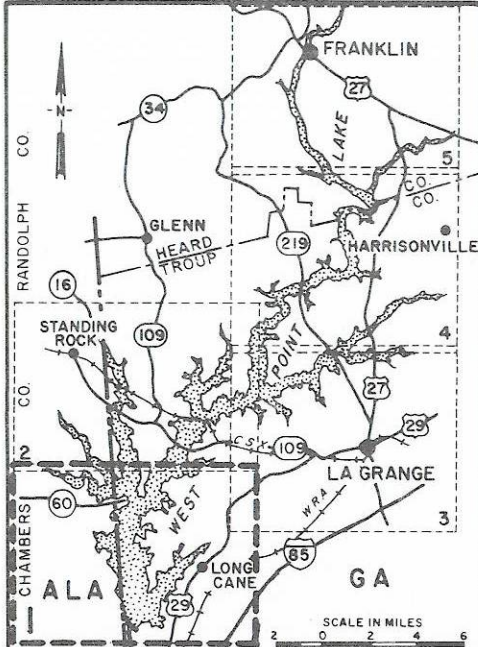 FRANKLIN
27
34
-N-
LAKE
CO.
5
CO.
CO.
GLENN
HEARD
TROUP
219
HARRISONVILLE
RANDOLPH
16
STANDING
ROCK
109
POINT
4
27
29
CO.
CSX
109
LA GRANGE
2
60
WEST
WRA
3
85
CHAMBERS
LONG
CANE
ALA
29
GA
1
SCALE IN MILES
2 0 2 4 6